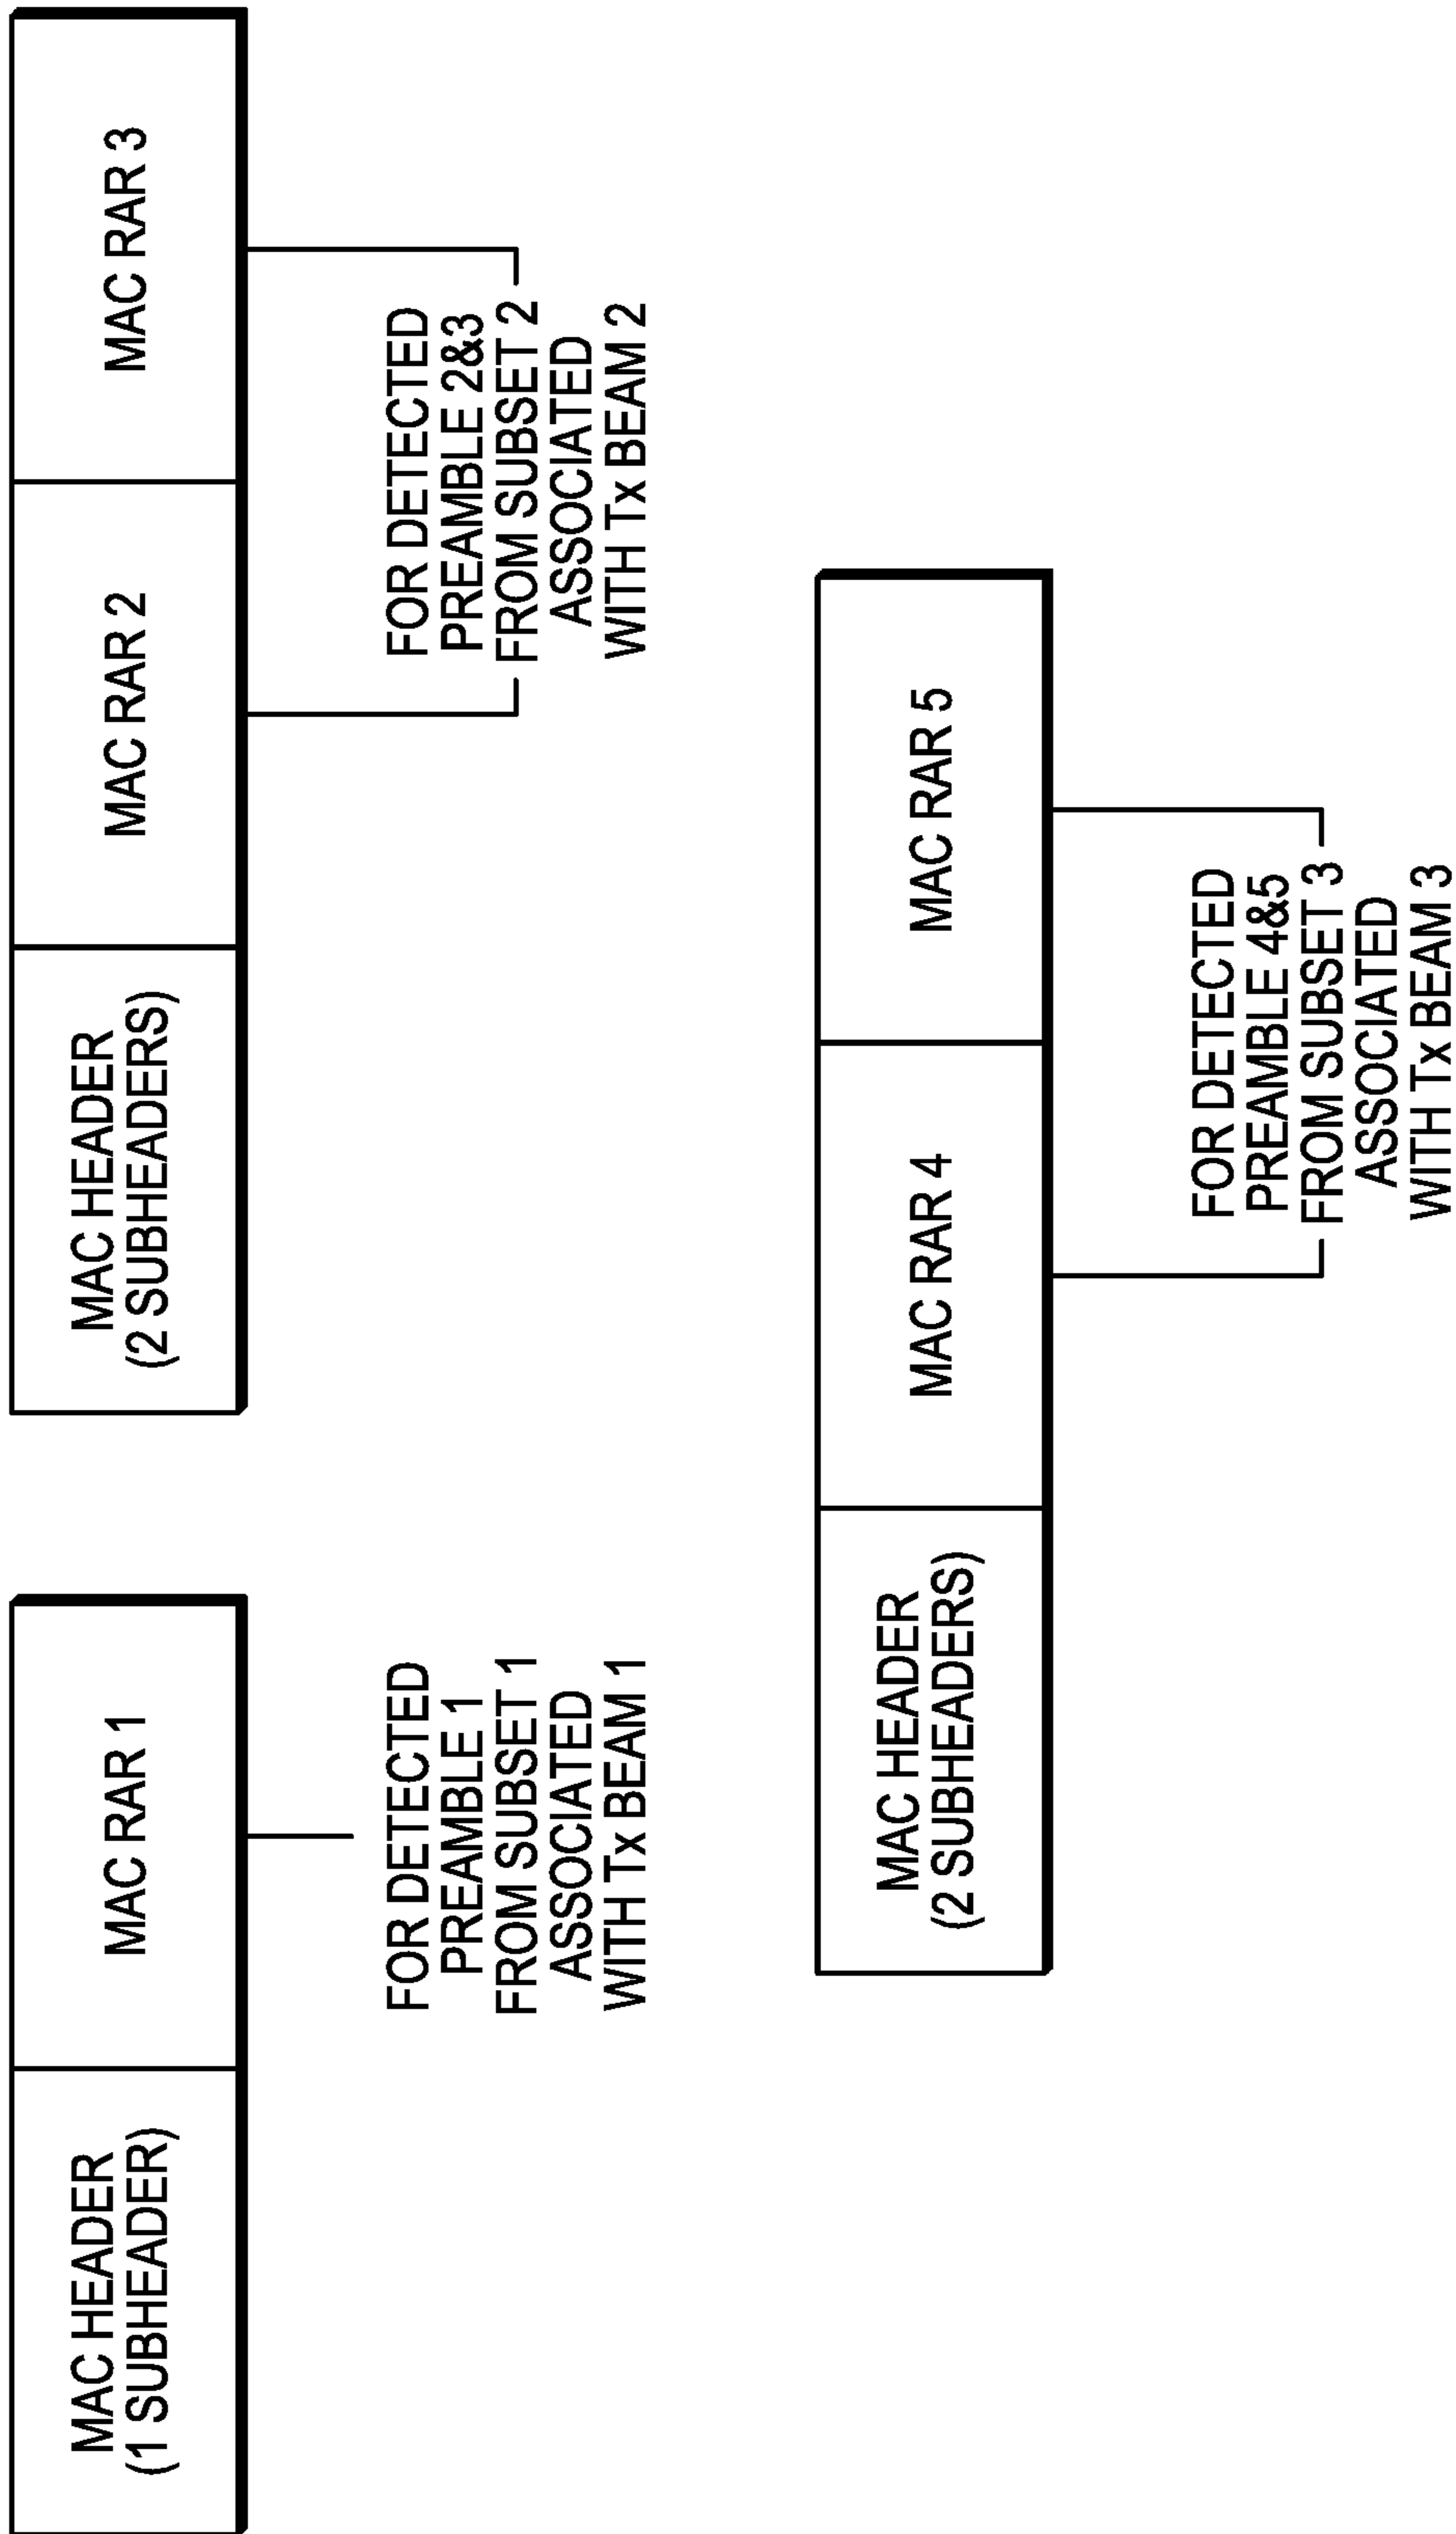 MAC HEADER
(1 SUBHEADER)
MAC RAR 1
FOR DETECTED
PREAMBLE 1
FROM SUBSET 1
ASSOCIATED
WITH Tx BEAM 1
MAC HEADER
(2 SUBHEADERS)
MAC RAR 2
MAC RAR 3
FOR DETECTED
PREAMBLE 2&3
FROM SUBSET 2
ASSOCIATED
WITH Tx BEAM 2
MAC HEADER
(2 SUBHEADERS)
MAC RAR 4
MAC RAR 5
FOR DETECTED
PREAMBLE 4&5
FROM SUBSET 3
ASSOCIATED
WITH Tx BEAM 3